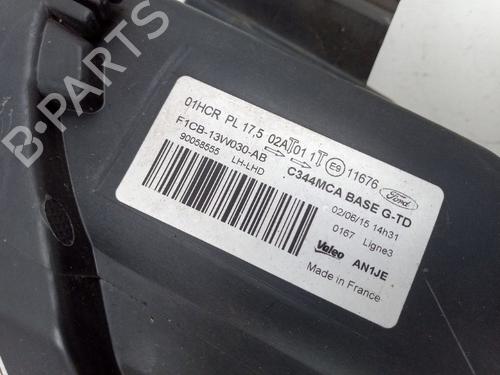 B-PARTS
01HCR PL 17,5 02A 01 1 E9 11676
F1CB-13W030-AB C344MCA BASE G-TD Ford
90058555 LH-LHD
02/06/15 14h31
0167 Ligne3
Valeo AN1JE
Made in France